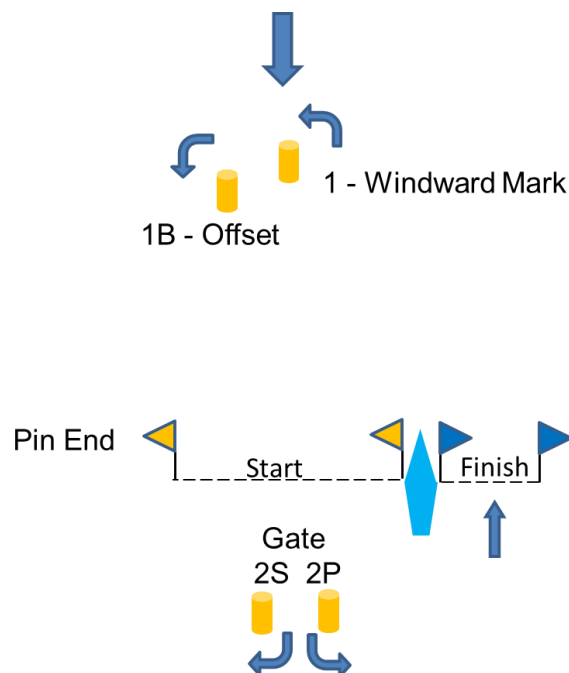 1 - Windward Mark
1B - Offset
Pin End
Start
Finish
Gate
2S 2P